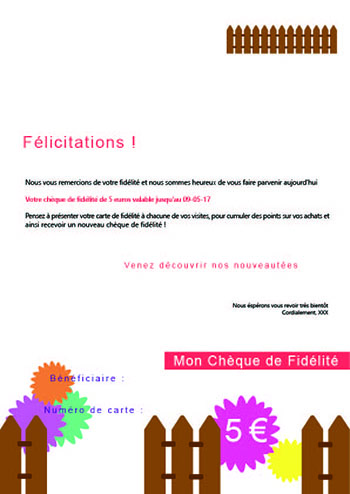 Félicitations !
Nous vous remercions de votre fidélité et nous sommes heureux de vous faire parvenir aujourd'hui
Votre chèque de fidélité de 5 euros valable jusqu'au 09-05-17
Pensez à présenter votre carte de fidélité à chacune de vos visites, pour cumuler des points sur vos achats et
ainsi recevoir un nouveau chèque de fidélité !
Venez découvrir nos nouveautées
Nous éspérons vous revoir très bientôt
Cordialement, XXX
Mon Chèque de Fidélité
Bénéficiaire :
Numéro de carte :
5 €